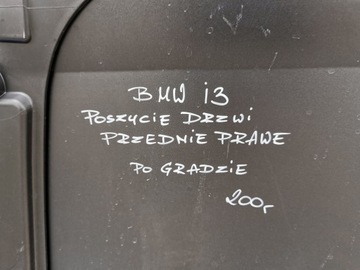 BMW i3
POSZYCIE DRZWI
PRZEDNIE PRAWE
PO GRADZIE
200,-